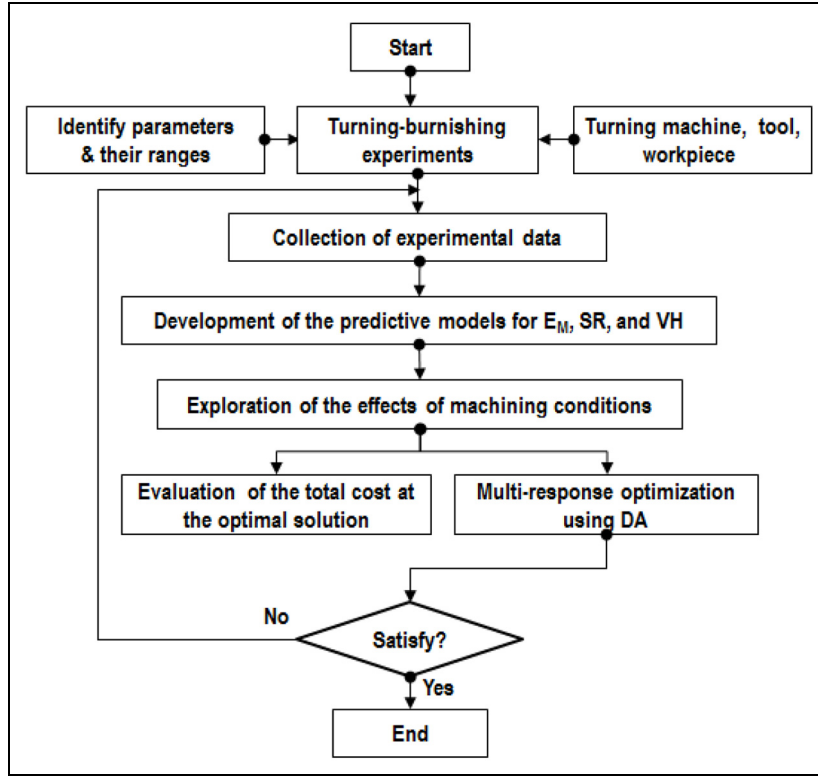 Start
Identify parameters
& their ranges
Turning-burnishing
experiments
Turning machine, tool,
workpiece
Collection of experimental data
Development of the predictive models for E_M, SR, and VH
Exploration of the effects of machining conditions
Evaluation of the total cost at
the optimal solution
Multi-response optimization
using DA
No
Satisfy?
Yes
End